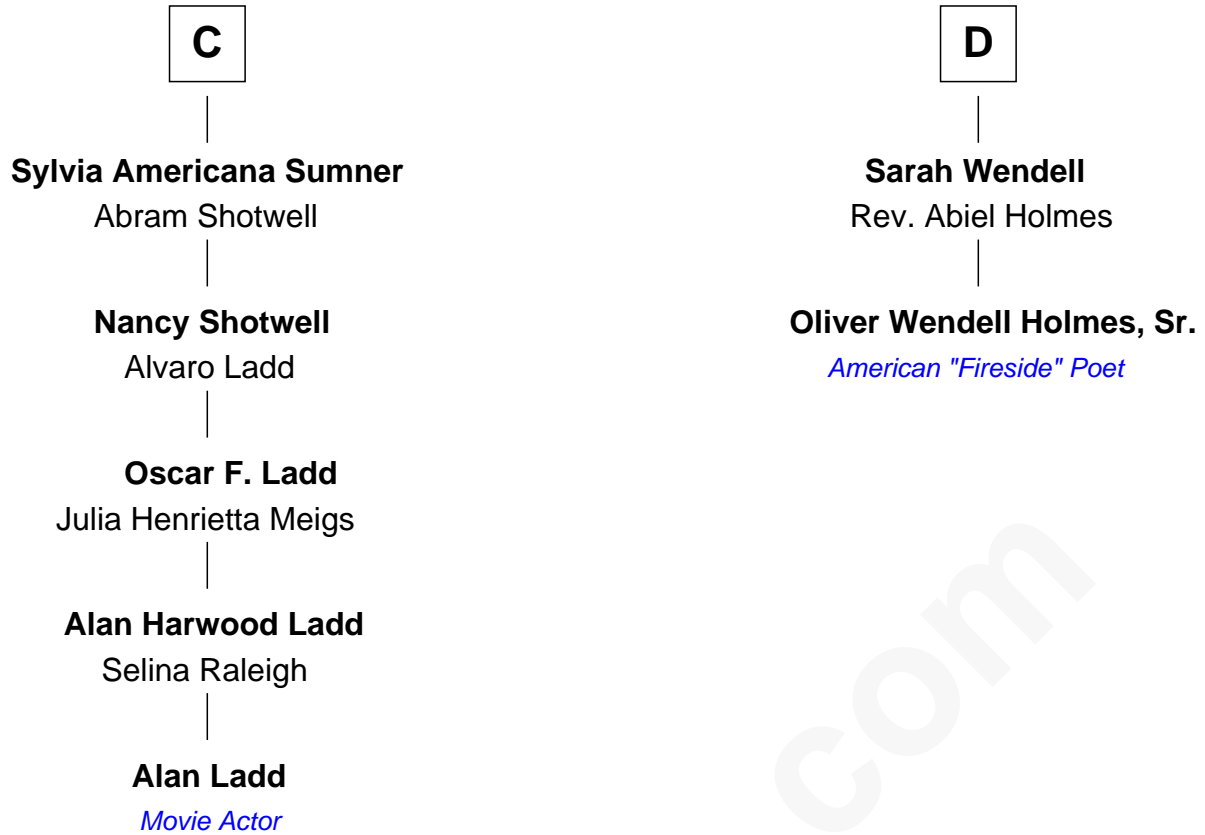 C
Sylvia Americana Sumner
Abram Shotwell
Nancy Shotwell
Alvaro Ladd
Oscar F. Ladd
Julia Henrietta Meigs
Alan Harwood Ladd
Selina Raleigh
Alan Ladd
Movie Actor
D
Sarah Wendell
Rev. Abiel Holmes
Oliver Wendell Holmes, Sr.
American "Fireside" Poet
com